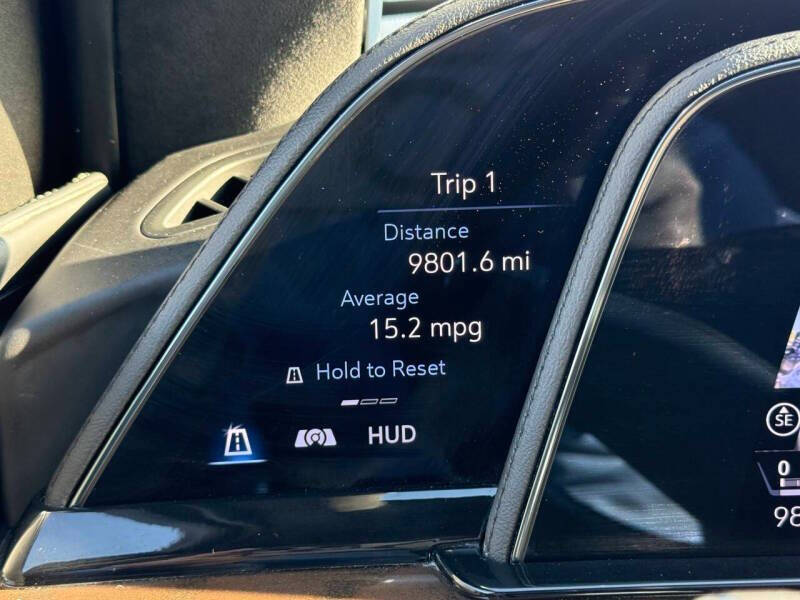 Trip 1
Distance
9801.6 mi
Average
15.2 mpg
Hold to Reset
HUD
SE
0
98